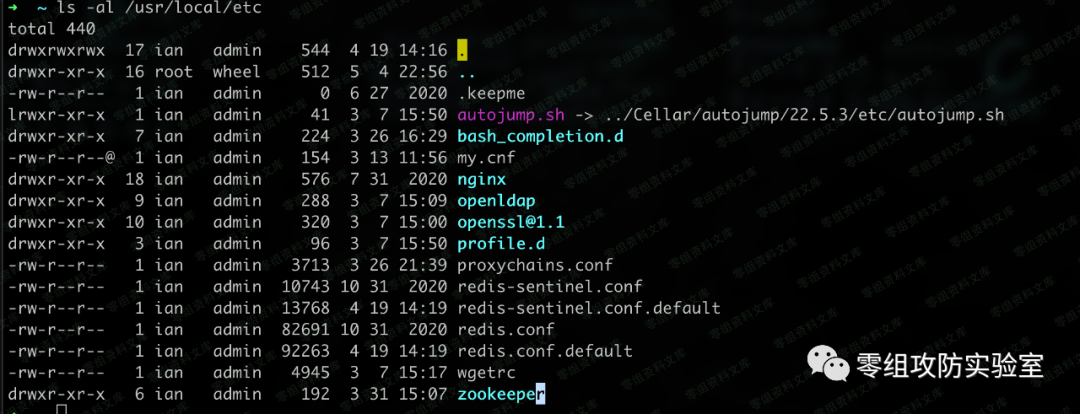 ➜  ~ ls -al /usr/local/etc
total 440
drwxrwxrwx  17 ian   admin    544  4 19 14:16 .
drwxr-xr-x  16 root  wheel    512  5  4 22:56 ..
-rw-r--r--   1 ian   admin      0  6 27  2020 .keepme
lrwxr-xr-x   1 ian   admin     41  3  7 15:50 autojump.sh -> ../Cellar/autojump/22.5.3/etc/autojump.sh
drwxr-xr-x   7 ian   admin    224  3 26 16:29 bash_completion.d
-rw-r--r--@  1 ian   admin    154  3 13 11:56 my.cnf
drwxr-xr-x  18 ian   admin    576  7 31  2020 nginx
drwxr-xr-x   9 ian   admin    288  3  7 15:09 openldap
drwxr-xr-x  10 ian   admin    320  3  7 15:00 openssl@1.1
drwxr-xr-x   3 ian   admin     96  3  7 15:50 profile.d
-rw-r--r--   1 ian   admin   3713  3 26 21:39 proxychains.conf
-rw-r--r--   1 ian   admin  10743 10 31  2020 redis-sentinel.conf
-rw-r--r--   1 ian   admin  13768  4 19 14:19 redis-sentinel.conf.default
-rw-r--r--   1 ian   admin  82691 10 31  2020 redis.conf
-rw-r--r--   1 ian   admin  92263  4 19 14:19 redis.conf.default
-rw-r--r--   1 ian   admin   4945  3  7 15:17 wgetrc
drwxr-xr-x   6 ian   admin    192  3 31 15:07 zookeeper
零组攻防实验室
零组资料文库